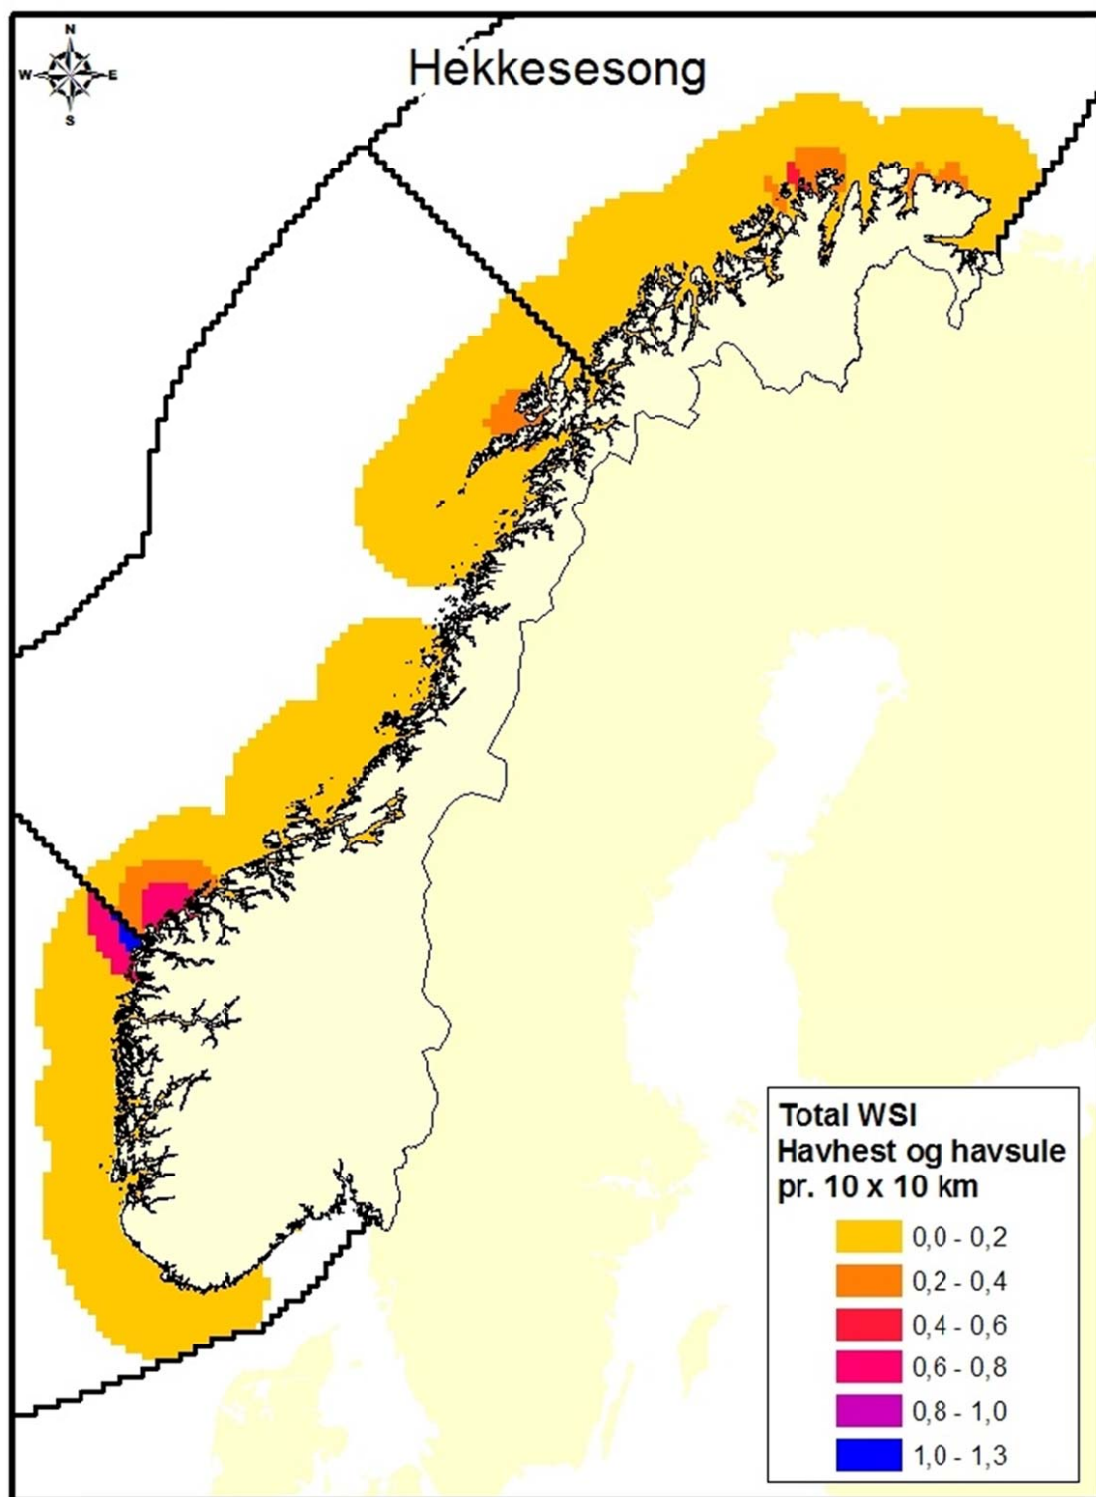 N
W E
S
Hekkesesong
Total WSI
Havhest og havsule
pr. 10 x 10 km
0,0 - 0,2
0,2 - 0,4
0,4 - 0,6
0,6 - 0,8
0,8 - 1,0
1,0 - 1,3